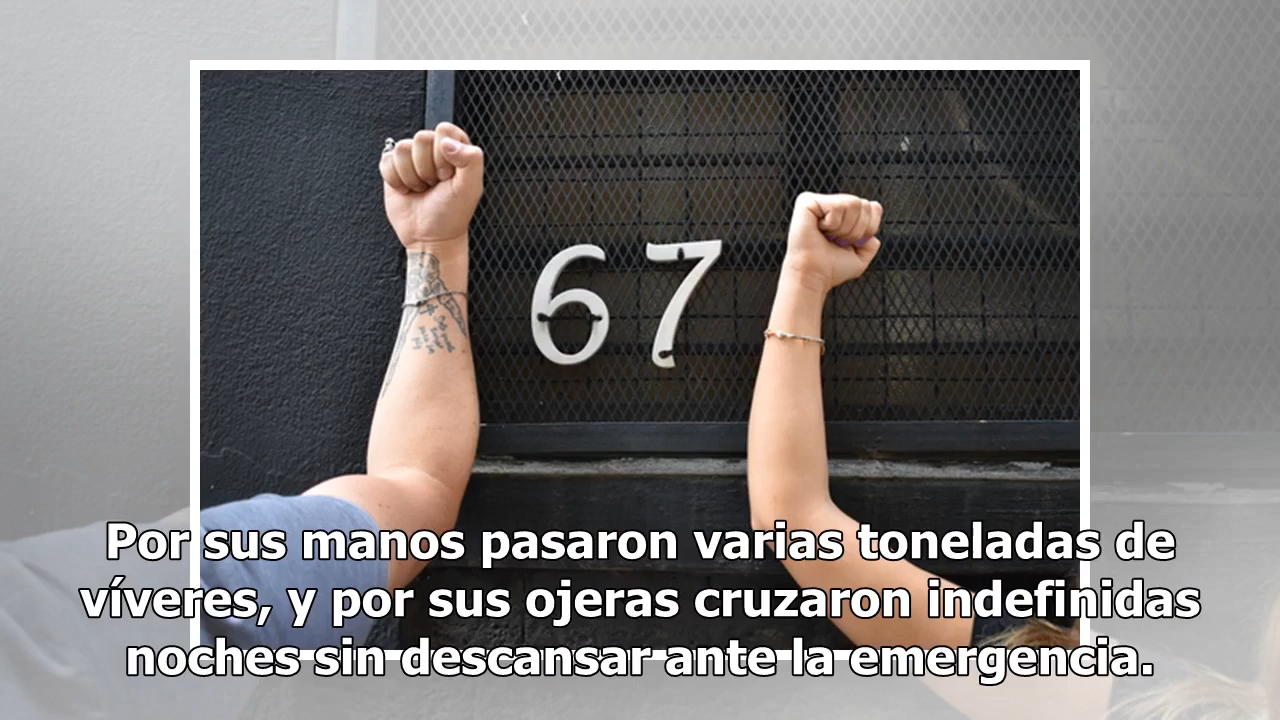 67
Por sus manos pasaron varias toneladas de
víveres, y por sus ojeras cruzaron indefinidas
noches sin descansar ante la emergencia.